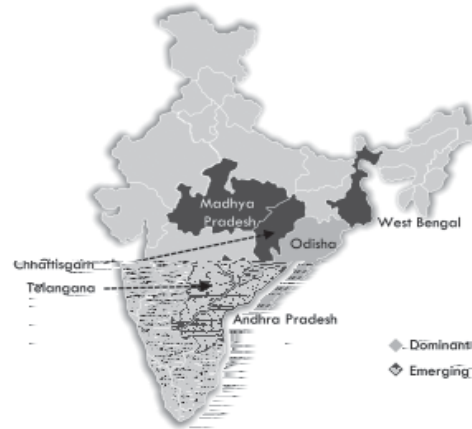 Madhya
Pradesh
West Bengal
Odisha
Chhattisgarh
Telangana
Andhra Pradesh
Dominant
Emerging